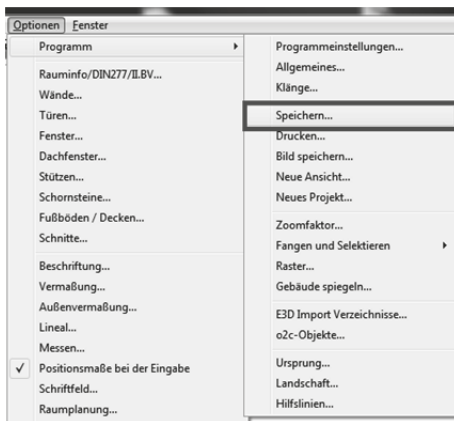 Optionen Fenster
Programm
Rauminfo/DIN277/II.BV...
Wände...
Türen...
Fenster...
Dachfenster...
Stützen...
Schornsteine...
Fußböden / Decken...
Schnitte...
Beschriftung...
Vermaßung...
Außenvermaßung...
Lineal...
Messen...
Positionsmaße bei der Eingabe
Schriftfeld...
Raumplanung...
Programmeinstellungen...
Allgemeines...
Klänge...
Speichern...
Drucken...
Bild speichern...
Neue Ansicht...
Neues Projekt...
Zoomfaktor...
Fangen und Selektieren
Raster...
Gebäude spiegeln...
E3D Import Verzeichnisse...
o2c-Objekte...
Ursprung...
Landschaft...
Hilfslinien...